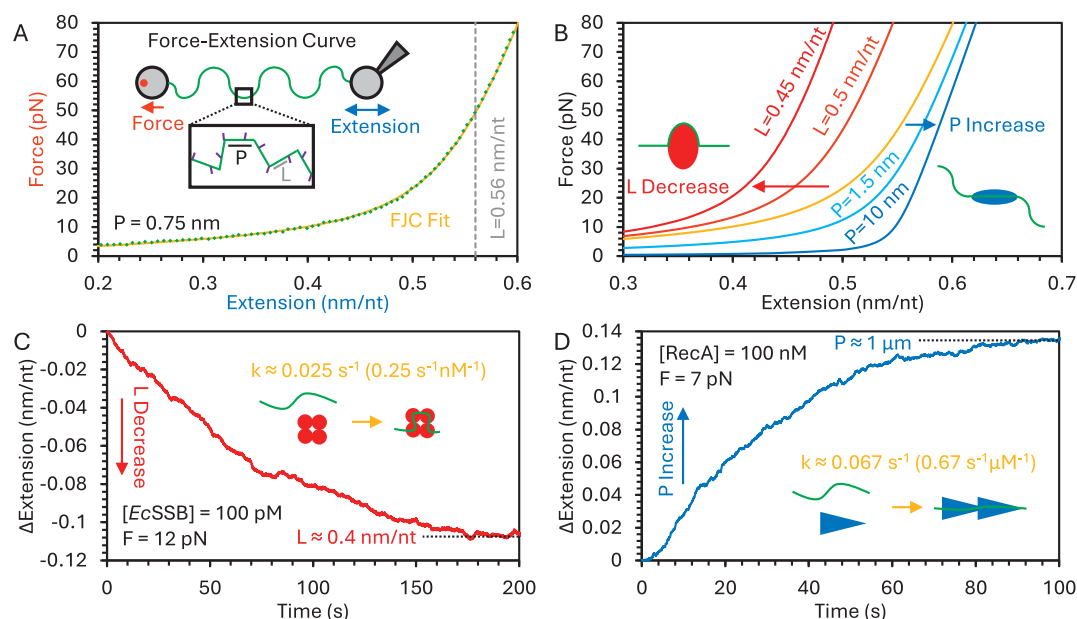 A
Force-Extension Curve
Force
Extension
P
L
P = 0.75 nm
FJC Fit
L=0.56 nm/nt
Force (pN)
80
70
60
50
40
30
20
10
0
0.2
0.3
0.4
0.5
0.6
Extension (nm/nt)
B
L=0.45 nm/nt
L=0.5 nm/nt
P Increase
L Decrease
P=1.5 nm
P=10 nm
Force (pN)
80
70
60
50
40
30
20
10
0
0.3
0.4
0.5
0.6
0.7
Extension (nm/nt)
C
k ≈ 0.025 s⁻¹ (0.25 s⁻¹nM⁻¹)
L Decrease
[EcSSB] = 100 pM
F = 12 pN
L ≈ 0.4 nm/nt
ΔExtension (nm/nt)
0
-0.02
-0.04
-0.06
-0.08
-0.1
-0.12
0
50
100
150
200
Time (s)
D
P ≈ 1 μm
[RecA] = 100 nM
F = 7 pN
P Increase
k ≈ 0.067 s⁻¹ (0.67 s⁻¹μM⁻¹)
ΔExtension (nm/nt)
0.14
0.12
0.1
0.08
0.06
0.04
0.02
0
0
20
40
60
80
100
Time (s)